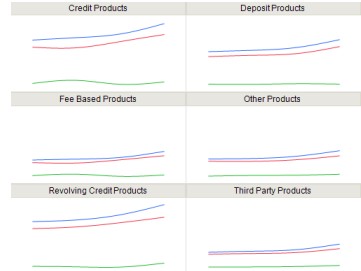 Credit Products
Deposit Products
Fee Based Products
Other Products
Revolving Credit Products
Third Party Products